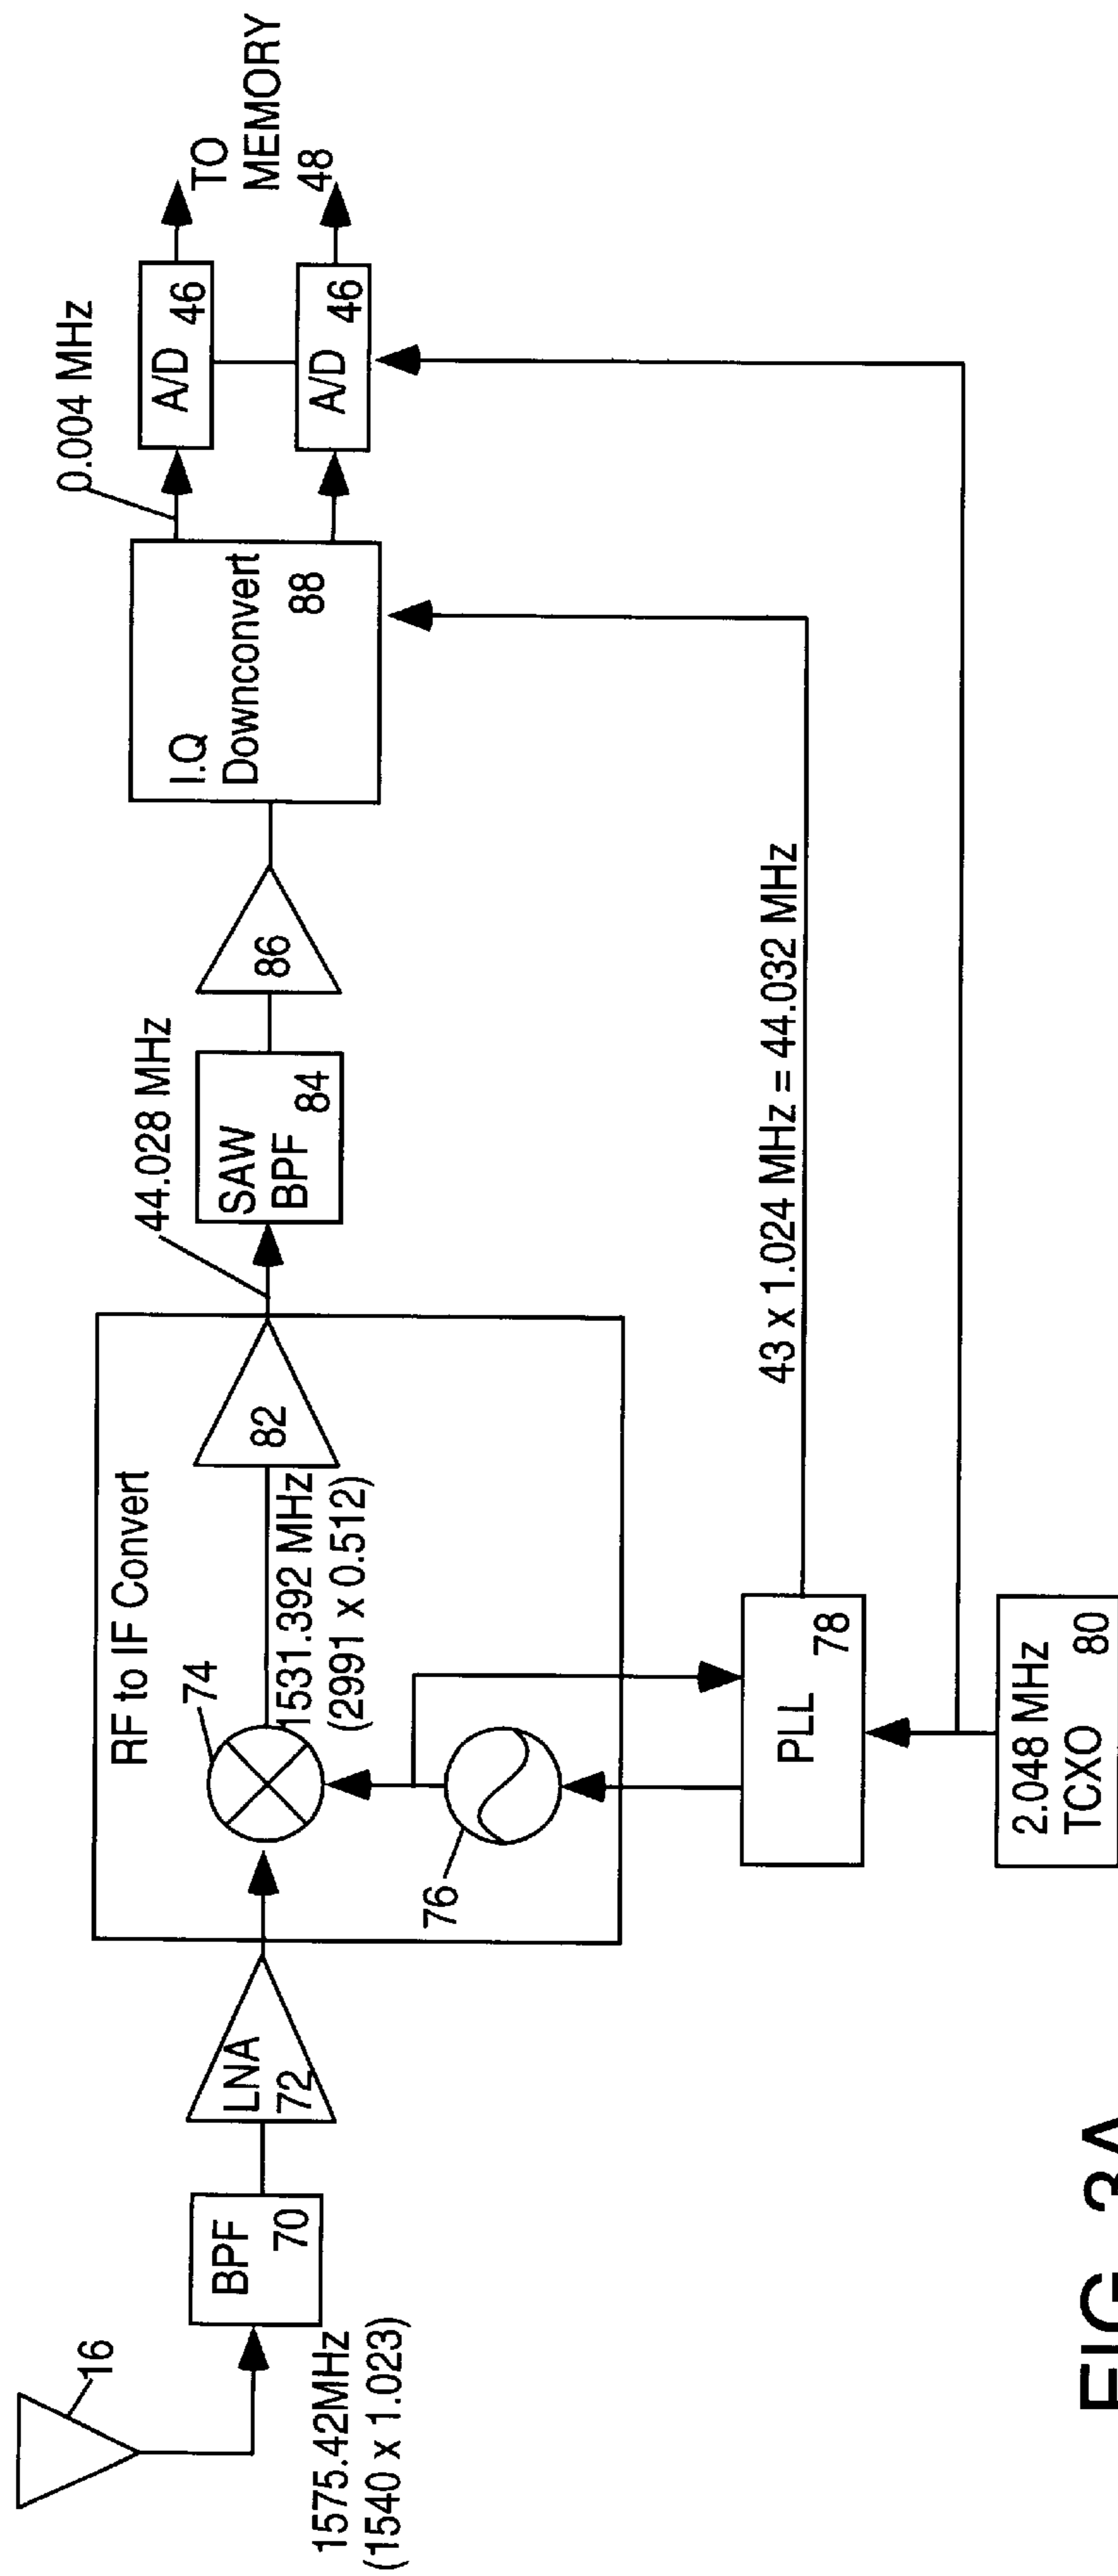 16
1575.42MHz
(1540 x 1.023)
BPF
70
LNA
72
RF to IF Convert
74
76
1531.392 MHz
(2991 x 0.512)
82
44.028 MHz
SAW
BPF
84
86
I.Q
Downconvert
88
0.004 MHz
A/D 46
A/D 46
TO
MEMORY
48
43 x 1.024 MHz = 44.032 MHz
PLL
78
2.048 MHz
TCXO 80
FIG. 3A